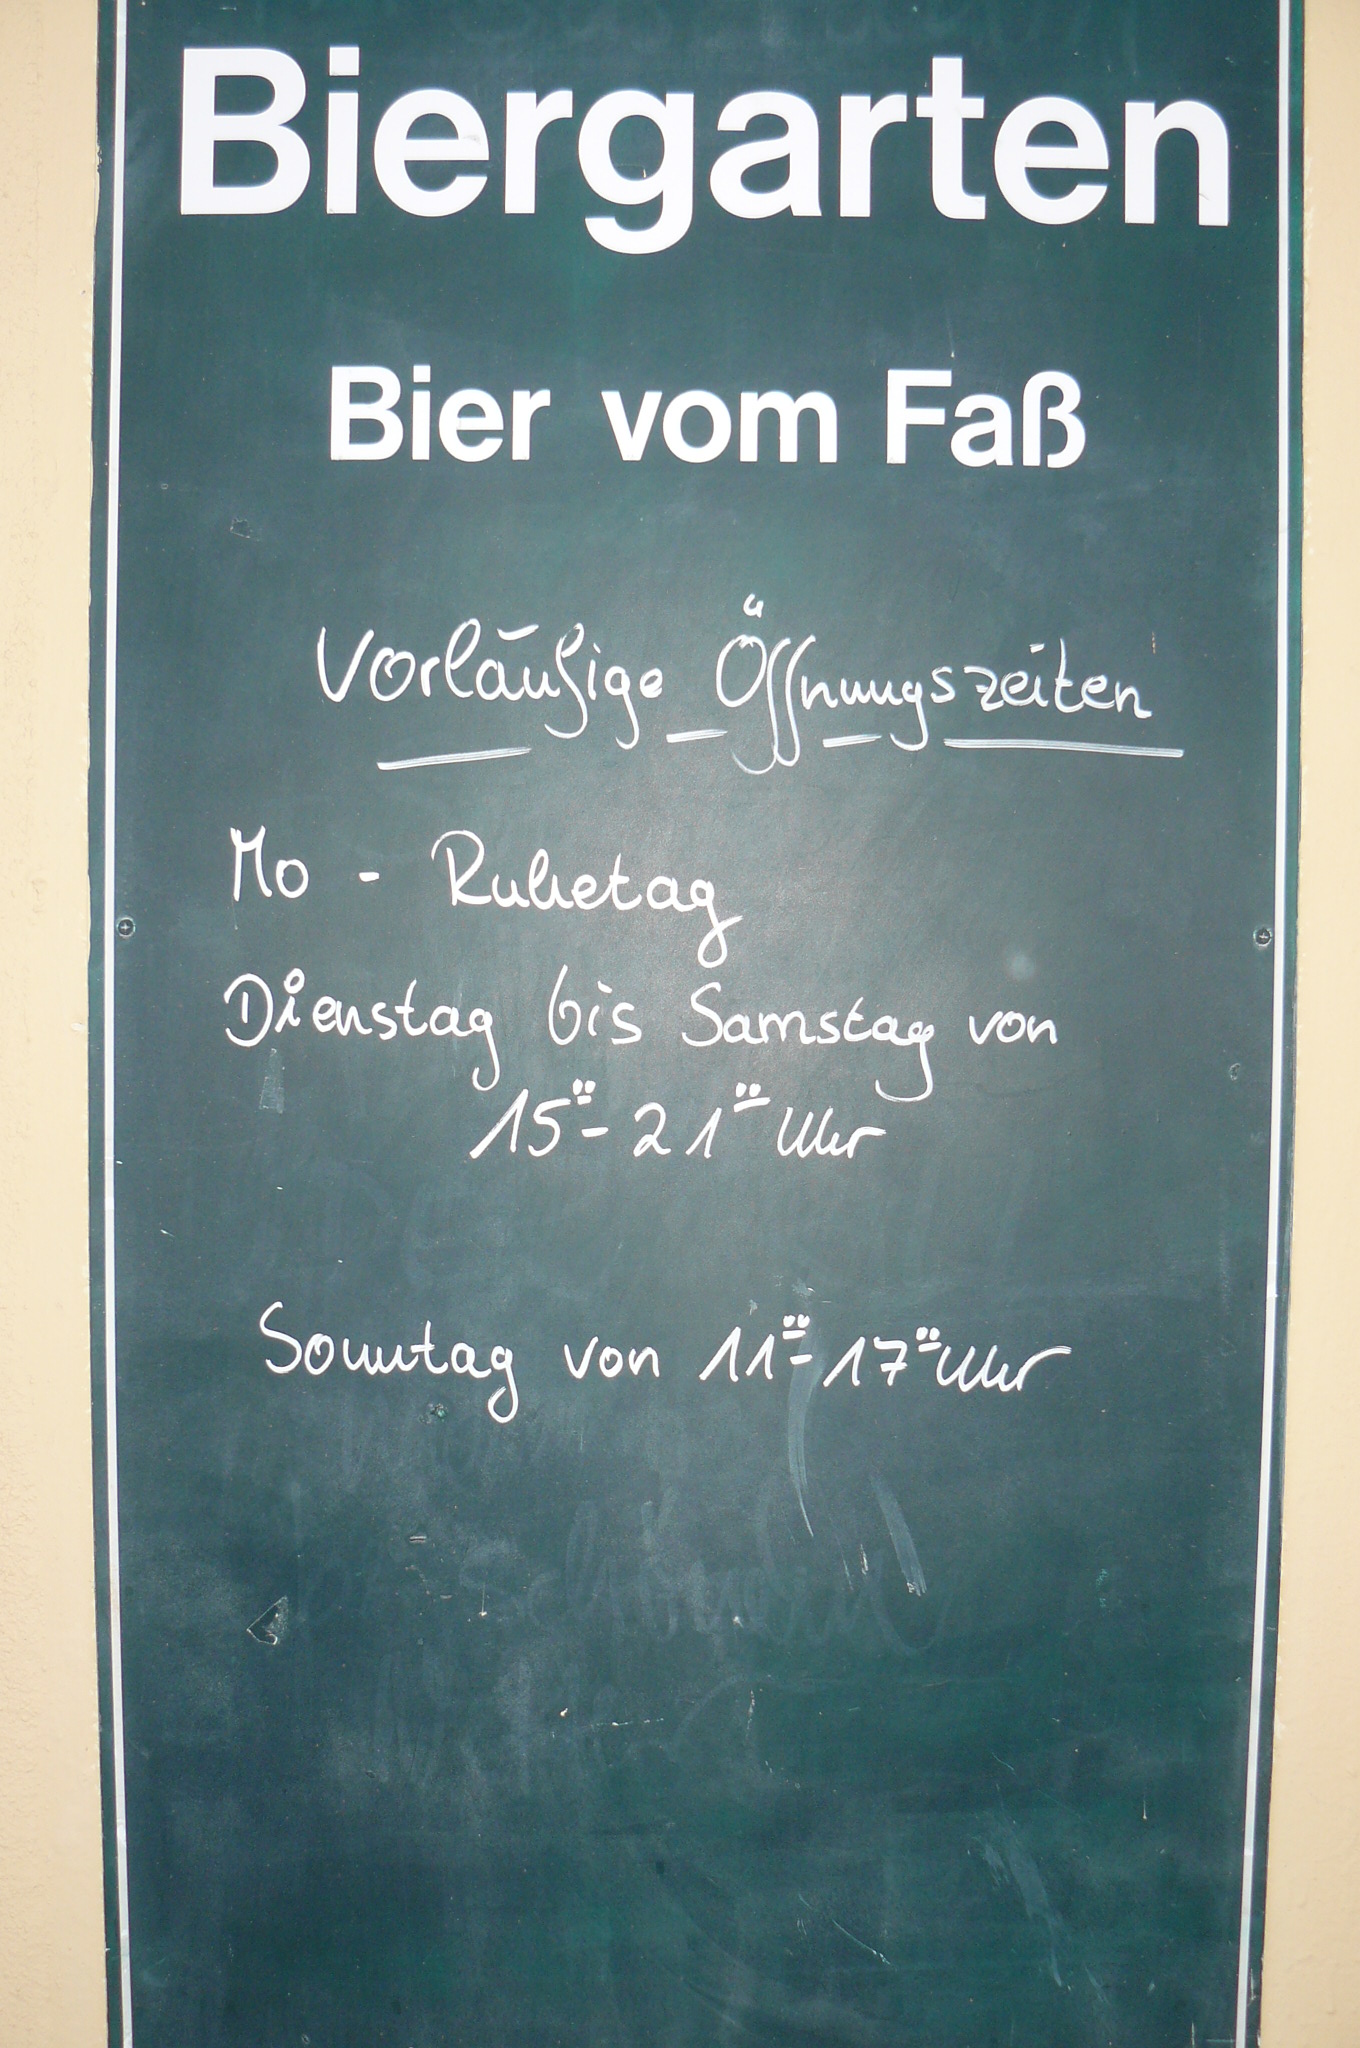 Biergarten
Bier vom Faß
Vorläufige Öffnungszeiten
Mo - Ruhetag
Dienstag bis Samstag von
15⁰⁰ - 21⁰⁰ Uhr
Sonntag von 11⁰⁰ - 17⁰⁰ Uhr